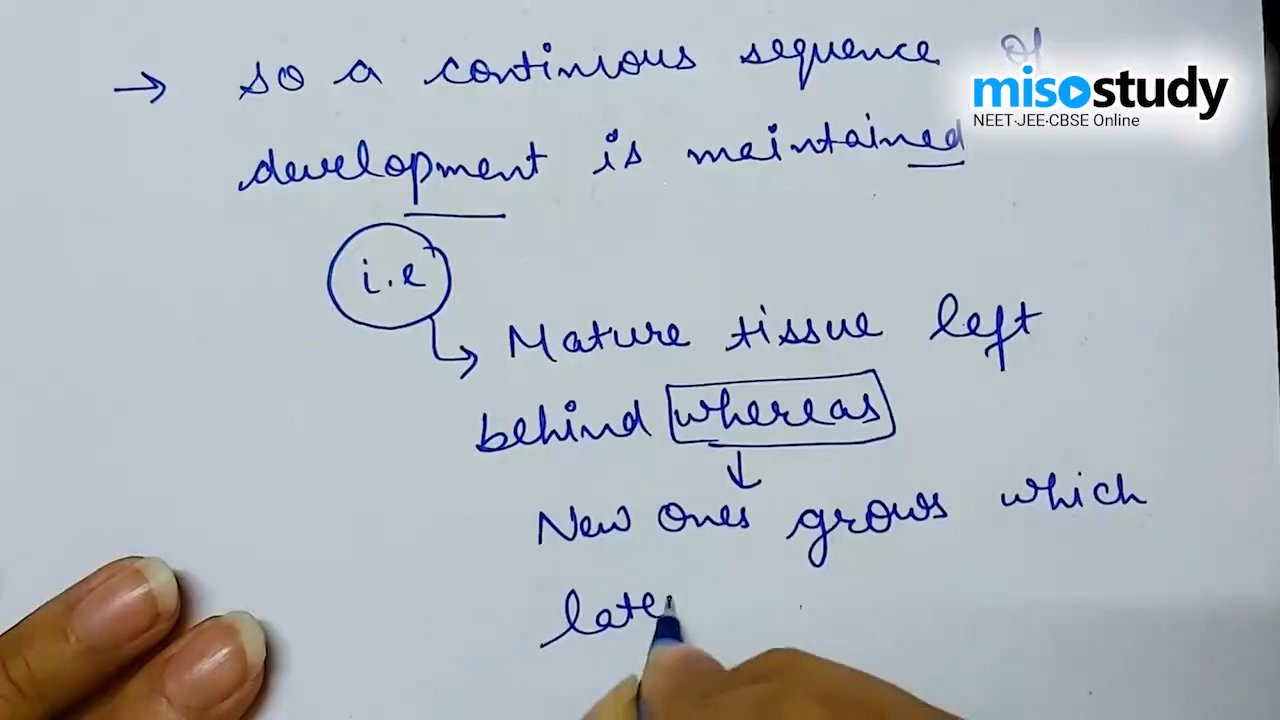 → so a continuous sequence of
misostudy
NEET·JEE·CBSE Online
development is maintained
i.e
Mature tissue left
behind whereas
New ones grows which
late